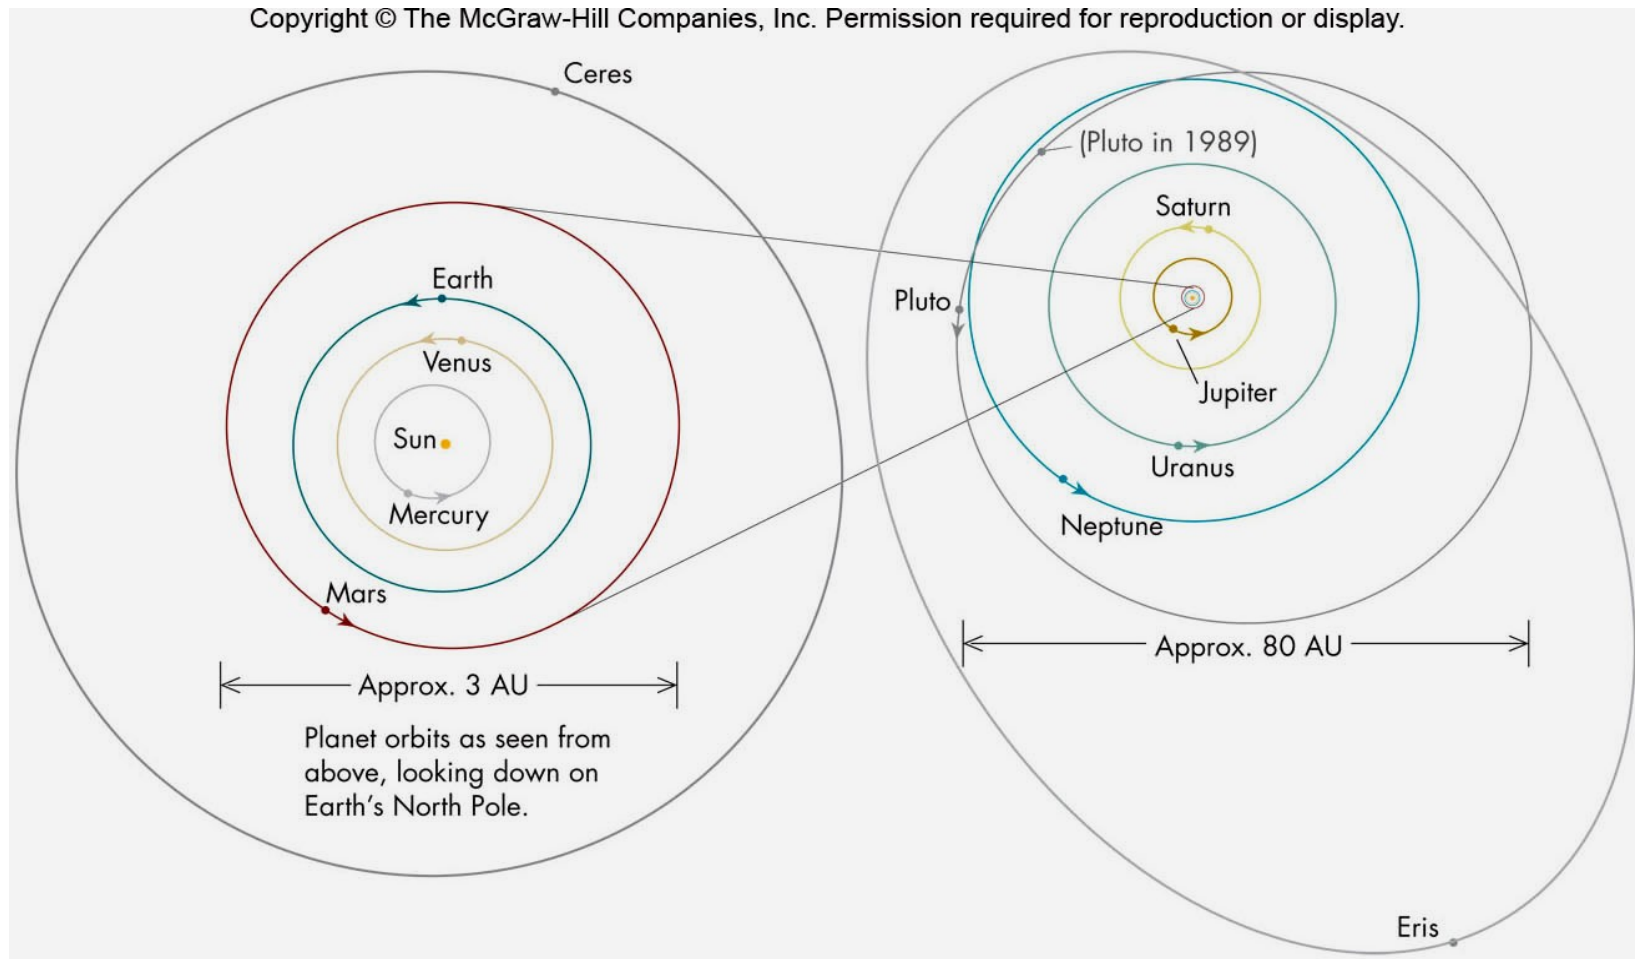 Copyright © The McGraw-Hill Companies, Inc. Permission required for reproduction or display.
Ceres
Earth
Venus
Sun
Mercury
Mars
Approx. 3 AU
Planet orbits as seen from
above, looking down on
Earth's North Pole.
(Pluto in 1989)
Saturn
Pluto
Jupiter
Uranus
Neptune
Approx. 80 AU
Eris